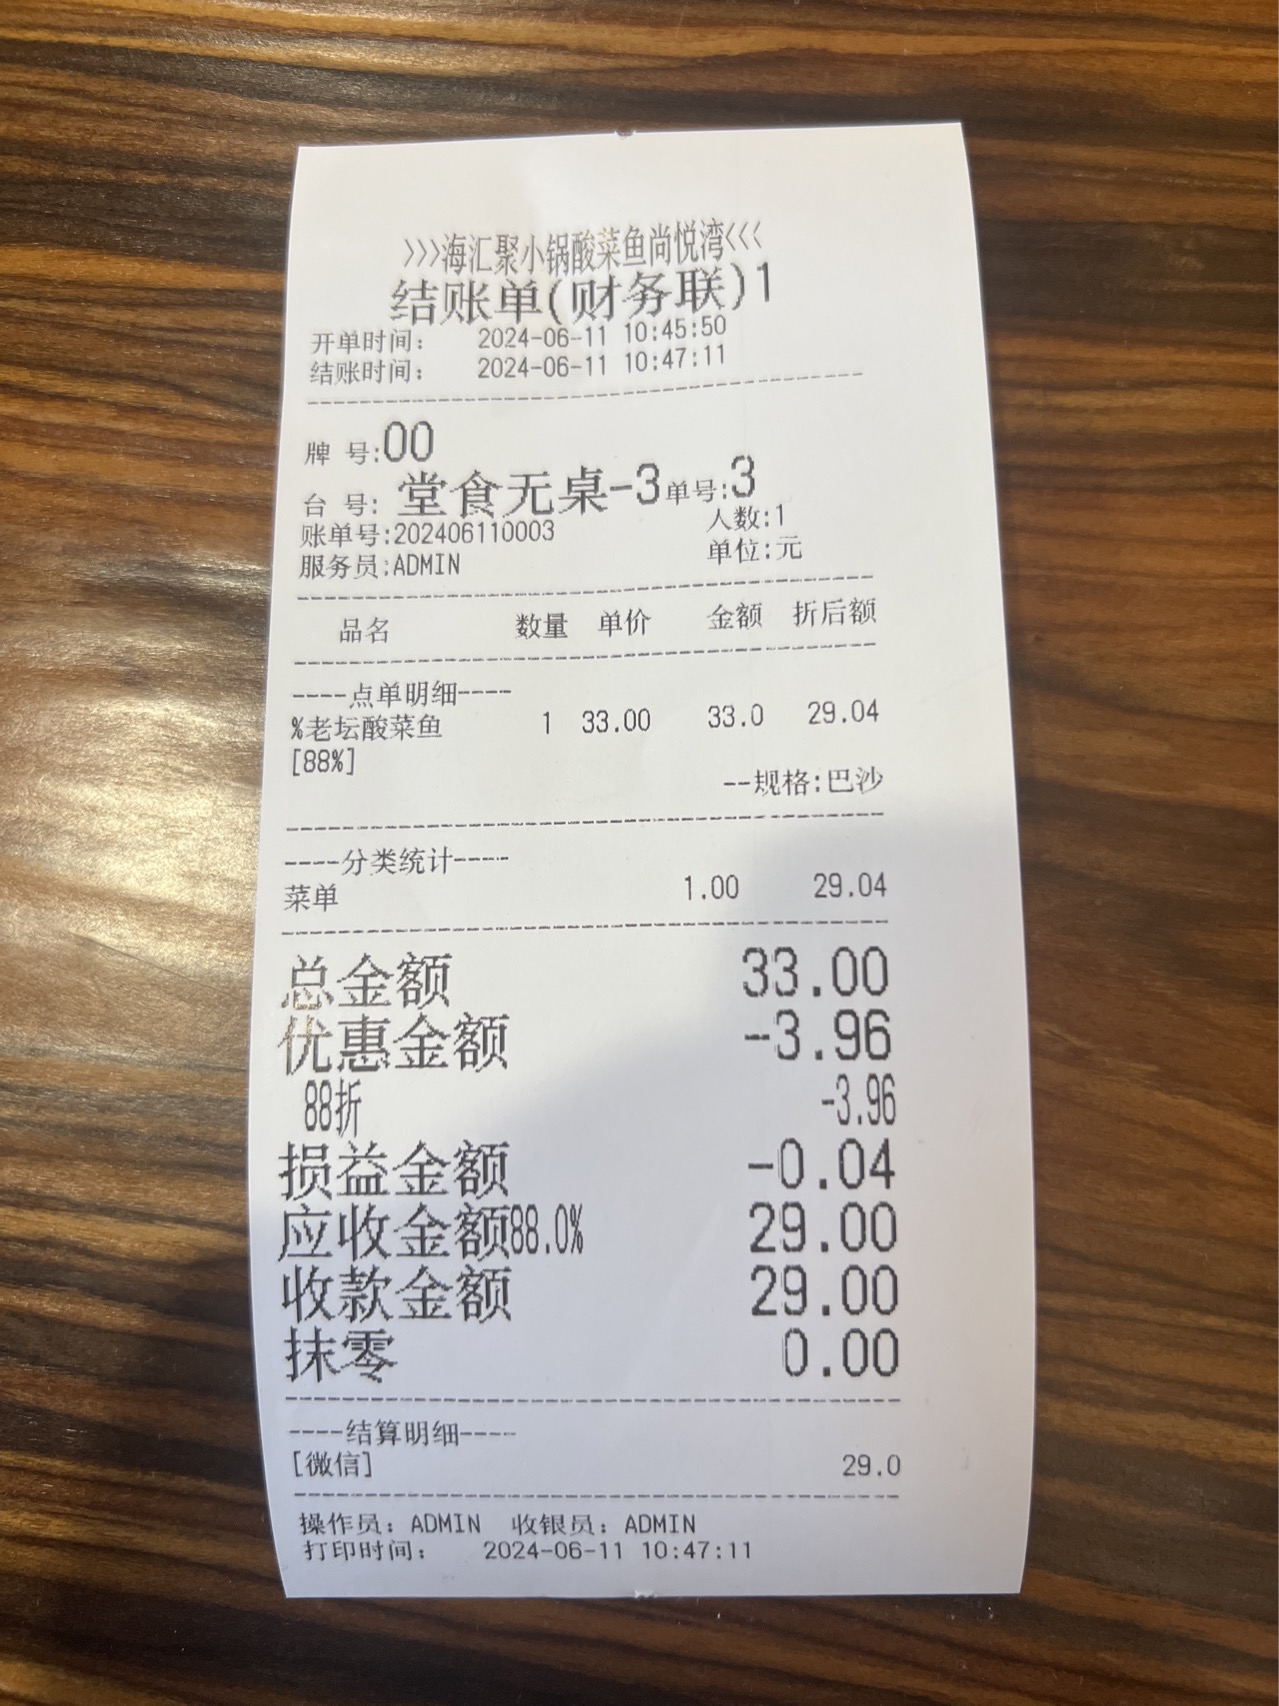 >>>海汇聚小锅酸菜鱼尚悦湾<<<
结账单(财务联)1
开单时间: 2024-06-11 10:45:50
结账时间: 2024-06-11 10:47:11
牌 号:00
台 号: 堂食无桌-3单号:3
账单号:202406110003 人数:1
服务员:ADMIN 单位:元
品名 数量 单价 金额 折后额
----点单明细----
%老坛酸菜鱼 1 33.00 33.0 29.04
[88%]
--规格:巴沙
----分类统计----
菜单 1.00 29.04
总金额 33.00
优惠金额 -3.96
88折 -3.96
损益金额 -0.04
应收金额88.0% 29.00
收款金额 29.00
抹零 0.00
----结算明细----
[微信] 29.0
操作员: ADMIN 收银员: ADMIN
打印时间: 2024-06-11 10:47:11